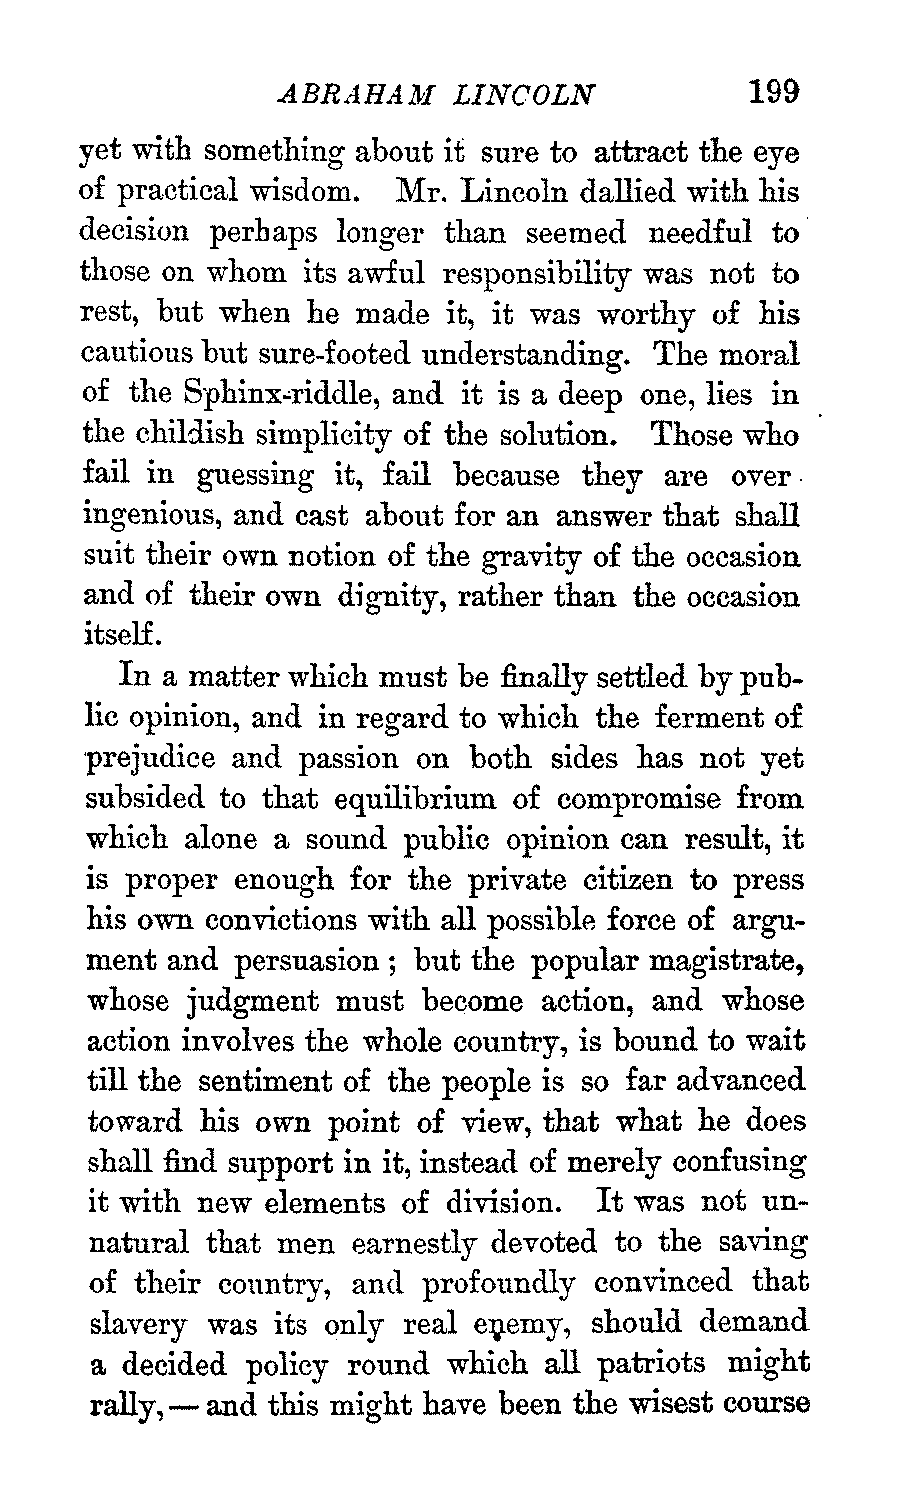 ABRAHAM LINCOLN 199
yet with something about it sure to attract the eye
of practical wisdom. Mr. Lincoln dallied with his
decision perhaps longer than seemed needful to
those on whom its awful responsibility was not to
rest, but when he made it, it was worthy of his
cautious but sure-footed understanding. The moral
of the Sphinx-riddle, and it is a deep one, lies in
the childish simplicity of the solution. Those who
fail in guessing it, fail because they are over
ingenious, and cast about for an answer that shall
suit their own notion of the gravity of the occasion
and of their own dignity, rather than the occasion
itself.
In a matter which must be finally settled by pub-
lic opinion, and in regard to which the ferment of
prejudice and passion on both sides has not yet
subsided to that equilibrium of compromise from
which alone a sound public opinion can result, it
is proper enough for the private citizen to press
his own convictions with all possible force of argu-
ment and persuasion ; but the popular magistrate,
whose judgment must become action, and whose
action involves the whole country, is bound to wait
till the sentiment of the people is so far advanced
toward his own point of view, that what he does
shall find support in it, instead of merely confusing
it with new elements of division. It was not un-
natural that men earnestly devoted to the saving
of their country, and profoundly convinced that
slavery was its only real enemy, should demand
a decided policy round which all patriots might
rally, — and this might have been the wisest course